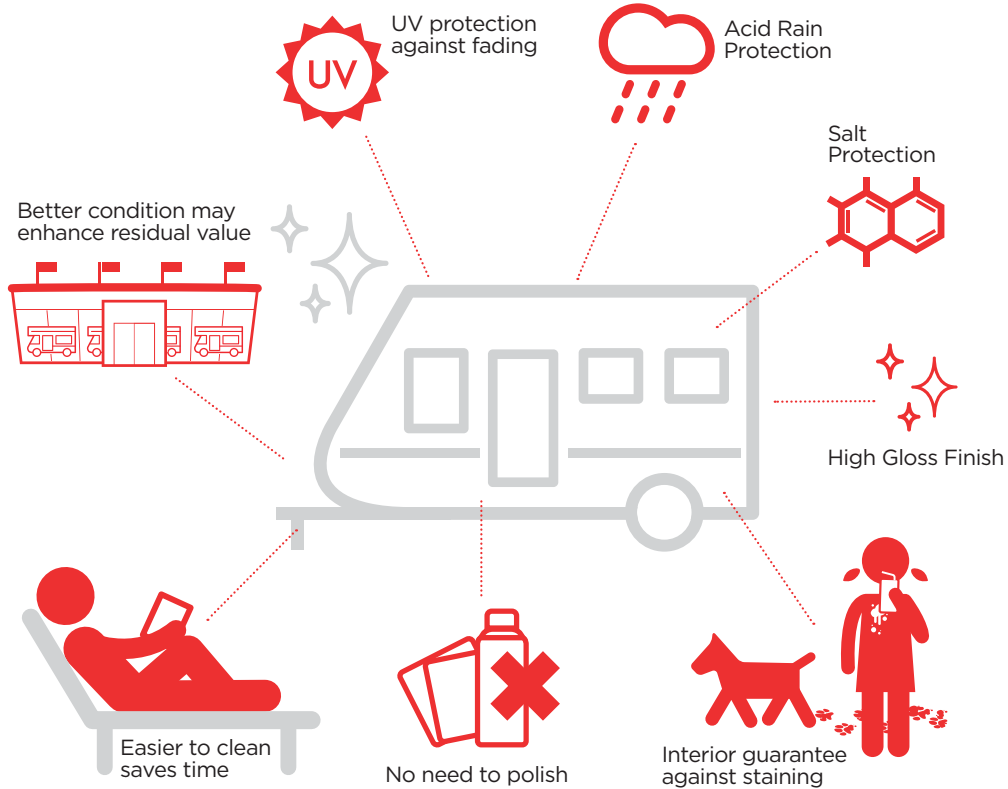 UV protection
against fading
UV
Acid Rain
Protection
Salt
Protection
Better condition may
enhance residual value
High Gloss Finish
Easier to clean
saves time
No need to polish
Interior guarantee
against staining